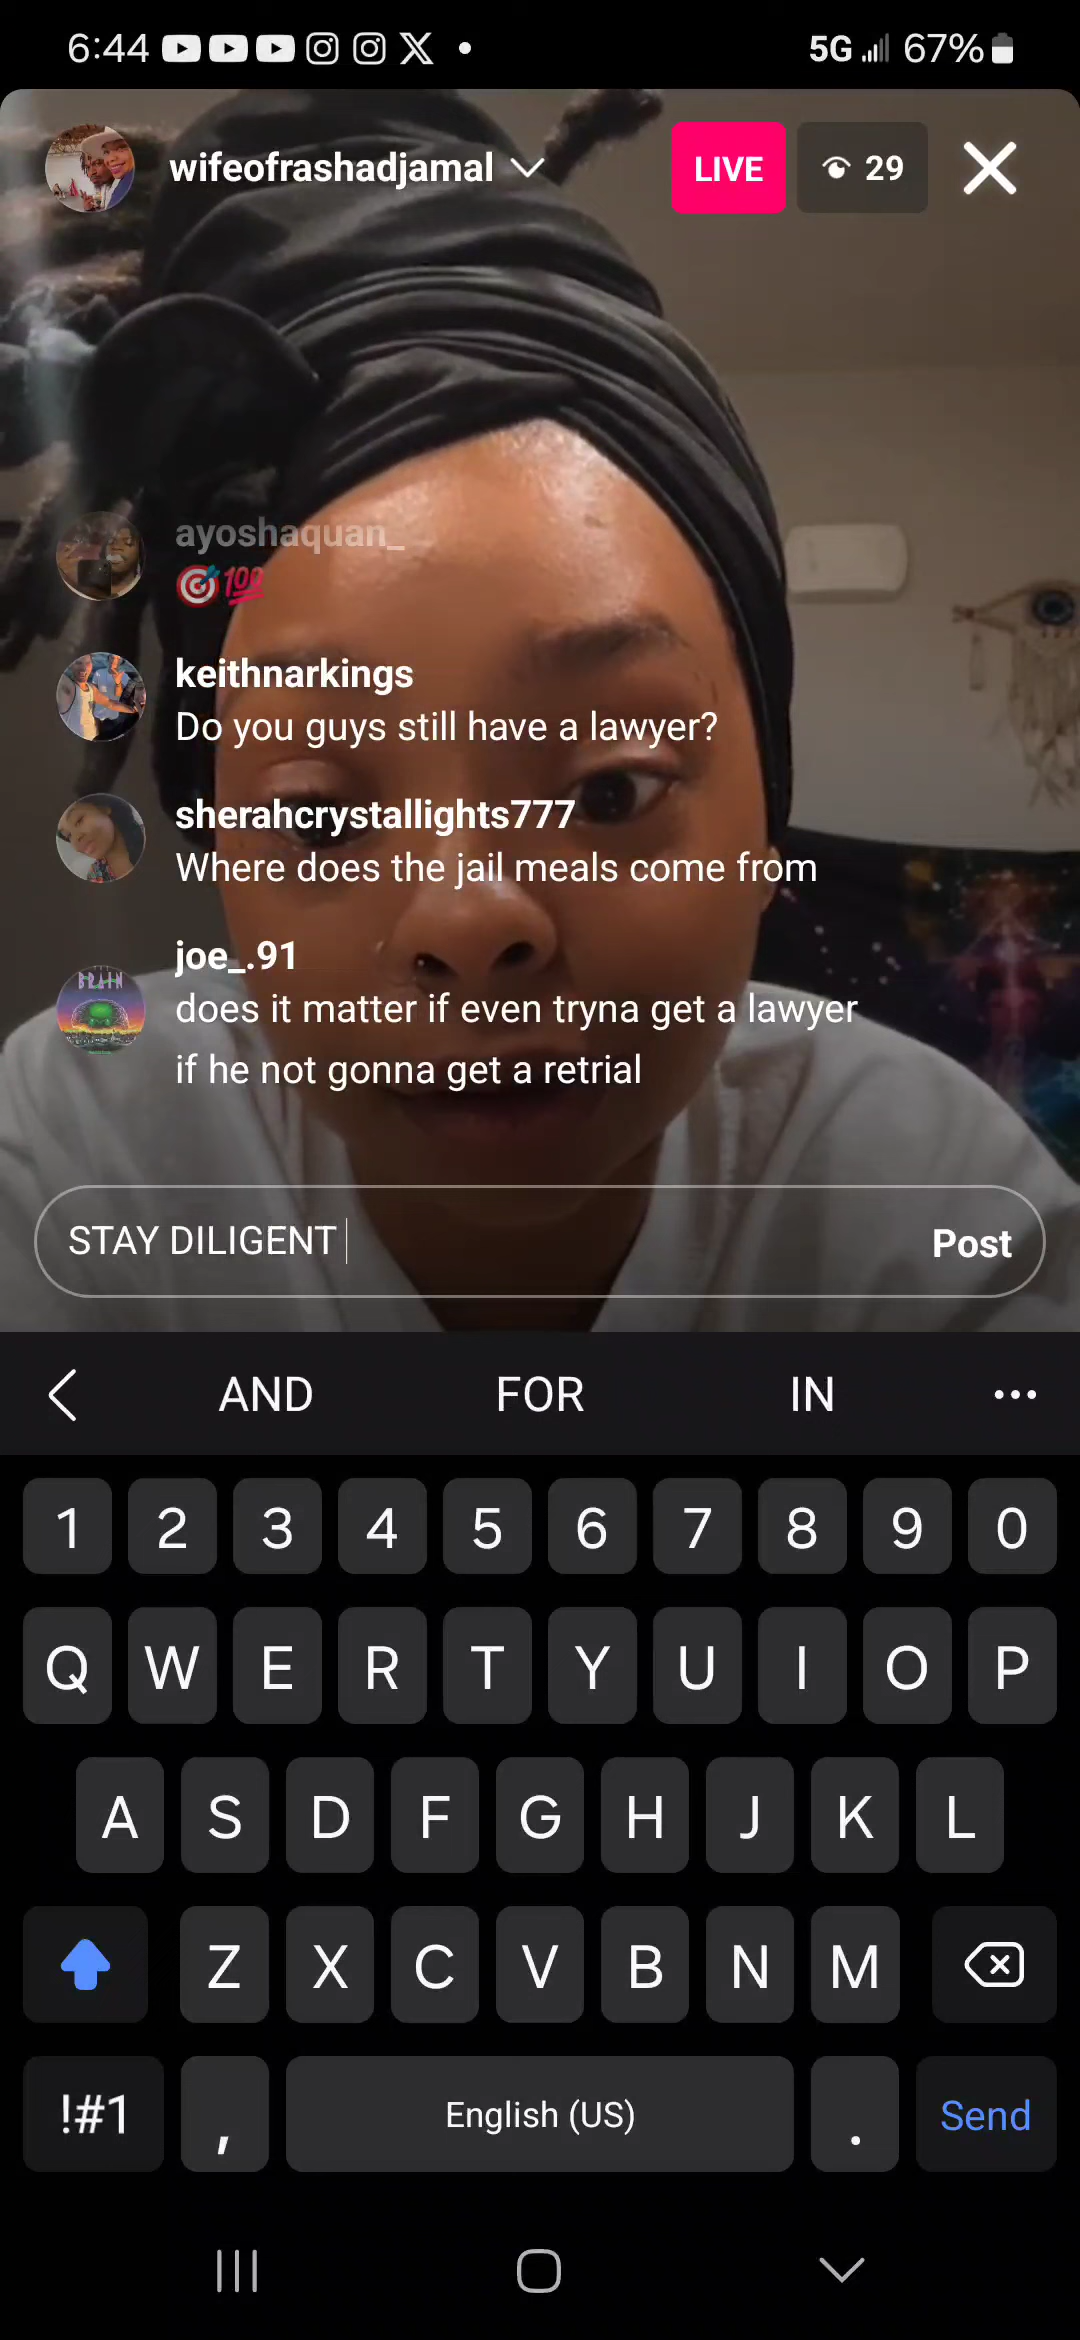 6:44
5G 67%
wifeofrashadjamal
LIVE
29
ayoshaquan_
🎯💯
keithnarkings
Do you guys still have a lawyer?
sherahcrystallights777
Where does the jail meals come from
BRAIN
joe_.91
does it matter if even tryna get a lawyer
if he not gonna get a retrial
STAY DILIGENT
Post
AND FOR IN
1 2 3 4 5 6 7 8 9 0
Q W E R T Y U I O P
A S D F G H J K L
Z X C V B N M
!#1 , English (US) . Send